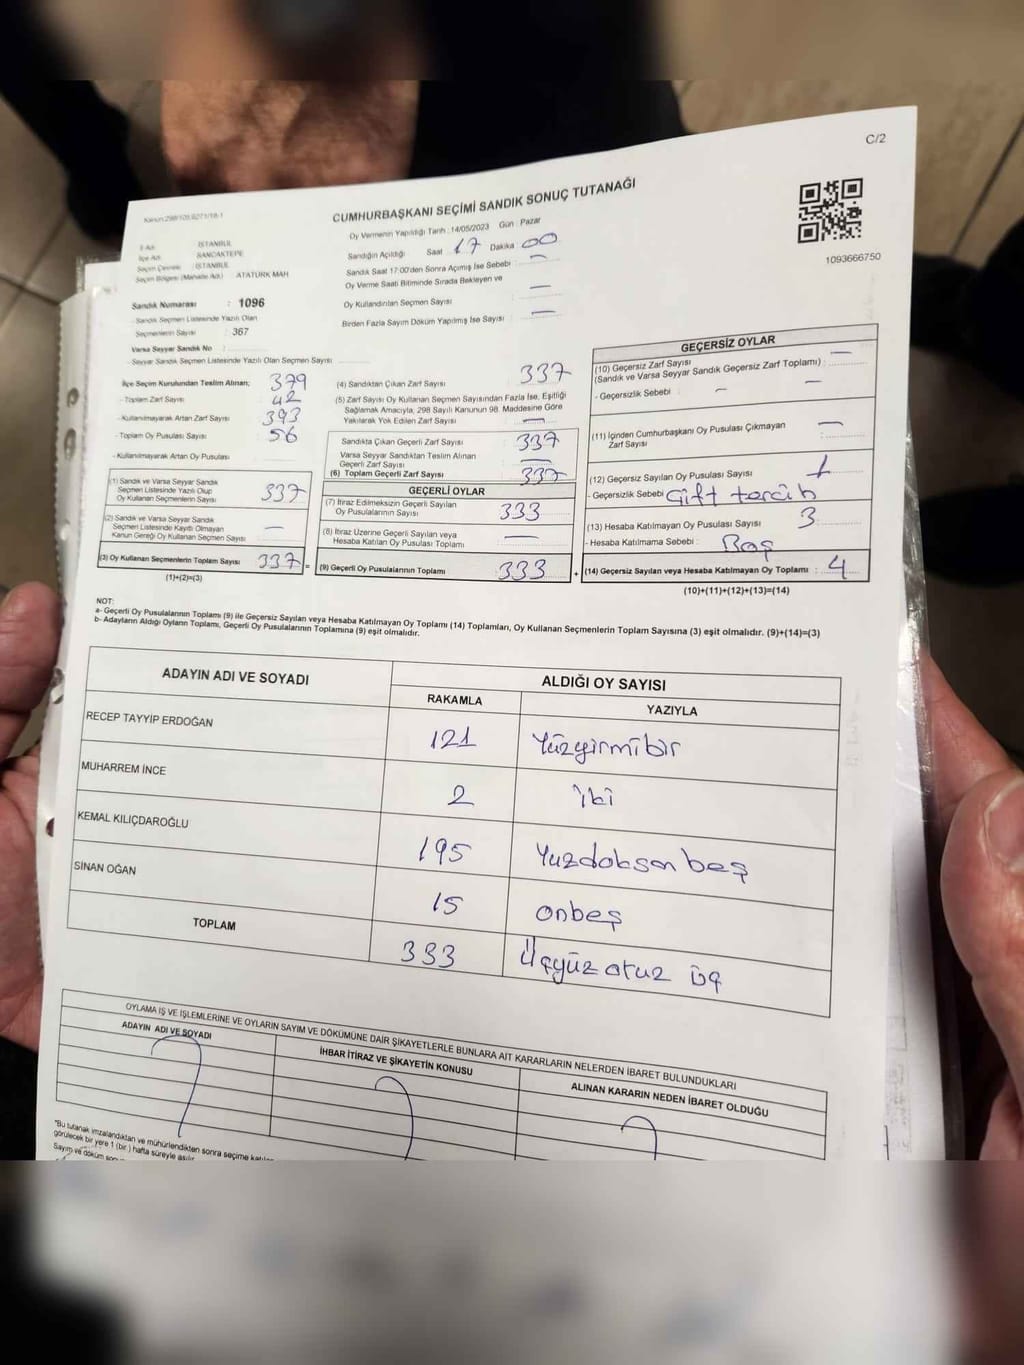 C/2
CUMHURBAŞKANI SEÇİMİ SANDIK SONUÇ TUTANAĞI
Oy Vermenin Yapıldığı Tarih : 14/05/2023 Gün : Pazar
1093666750
İl Adı : İSTANBUL
İlçe Adı : SANCAKTEPE
Seçim Çevresi : İSTANBUL
Seçim Bölgesi (Mahalle Adı) : ATATÜRK MAH
Sandık Numarası : 1096
- Sandık Seçmen Listesinde Yazılı Olan
Seçmenlerin Sayısı : 367
Varsa Seyyar Sandık No :
- Seyyar Sandık Seçmen Listesinde Yazılı Olan Seçmen Sayısı :
Sandığın Açıldığı Saat 17 Dakika 00
Sandık Saat 17:00'den Sonra Açımış İse Sebebi : —
Oy Verme Saati Bitiminde Sırada Bekleyen ve
Oy Kullandırılan Seçmen Sayısı : —
Birden Fazla Sayım Döküm Yapılmış İse Sayısı : —
İlçe Seçim Kurulundan Teslim Alınan; 379
- Toplam Zarf Sayısı 42
- Kullanılmayarak Artan Zarf Sayısı 393
- Toplam Oy Pusulası Sayısı 56
- Kullanılmayarak Artan Oy Pusulası
(1) Sandık ve Varsa Seyyar Sandık
Seçmen Listesinde Yazılı Olup
Oy Kullanan Seçmenlerin Sayısı 337
(2) Sandık ve Varsa Seyyar Sandık
Seçmen Listesinde Kayıtlı Olmayan
Kanun Gereği Oy Kullanan Seçmen Sayısı —
(3) Oy Kullanan Seçmenlerin Toplam Sayısı 337 =
(1)+(2)=(3)
(4) Sandıktan Çıkan Zarf Sayısı 337
(5) Zarf Sayısı Oy Kullanan Seçmen Sayısından Fazla İse, Eşitliği
Sağlamak Amacıyla, 298 Sayılı Kanunun 98. Maddesine Göre
Yakılarak Yok Edilen Zarf Sayısı —
Sandıkta Çıkan Geçerli Zarf Sayısı 337
Varsa Seyyar Sandıktan Teslim Alınan
Geçerli Zarf Sayısı —
(6) Toplam Geçerli Zarf Sayısı 337
GEÇERLİ OYLAR
(7) İtiraz Edilmeksizin Geçerli Sayılan
Oy Pusulalarının Sayısı 333
(8) İtiraz Üzerine Geçerli Sayılan veya
Hesaba Katılan Oy Pusulası Toplamı —
(9) Geçerli Oy Pusulalarının Toplamı 333 +
GEÇERSİZ OYLAR
(10) Geçersiz Zarf Sayısı
(Sandık ve Varsa Seyyar Sandık Geçersiz Zarf Toplamı) : —
- Geçersizlik Sebebi : —
(11) İçinden Cumhurbaşkanı Oy Pusulası Çıkmayan
Zarf Sayısı : —
(12) Geçersiz Sayılan Oy Pusulası Sayısı : 1
- Geçersizlik Sebebi Çift tercih
(13) Hesaba Katılmayan Oy Pusulası Sayısı : 3
- Hesaba Katılmama Sebebi : Boş
(14) Geçersiz Sayılan veya Hesaba Katılmayan Oy Toplamı : 4
(10)+(11)+(12)+(13)=(14)
NOT:
a- Geçerli Oy Pusulalarının Toplamı (9) ile Geçersiz Sayılan veya Hesaba Katılmayan Oy Toplamı (14) Toplamları, Oy Kullanan Seçmenlerin Toplam Sayısına (3) eşit olmalıdır. (9)+(14)=(3)
b- Adayların Aldığı Oyların Toplamı, Geçerli Oy Pusulalarının Toplamına (9) eşit olmalıdır.
ADAYIN ADI VE SOYADI
ALDIĞI OY SAYISI
RAKAMLA YAZIYLA
RECEP TAYYİP ERDOĞAN 121 Yüzyirmibir
MUHARREM İNCE 2 iki
KEMAL KILIÇDAROĞLU 195 Yuzdoksan beş
SİNAN OĞAN 15 onbeş
TOPLAM 333 Üçyüz otuz üç
OYLAMA İŞ VE İŞLEMLERİNE VE OYLARIN SAYIM VE DÖKÜMÜNE DAİR ŞİKAYETLERLE BUNLARA AİT KARARLARIN NELERDEN İBARET BULUNDUKLARI
ADAYIN ADI VE SOYADI
İHBAR İTİRAZ VE ŞİKAYETİN KONUSU
ALINAN KARARIN NEDEN İBARET OLDUĞU
*Bu tutanak imzalandıktan ve mühürlendikten sonra seçime
görülecek bir yere 1 (bir) hafta süreyle asılır.
Sayım ve döküm